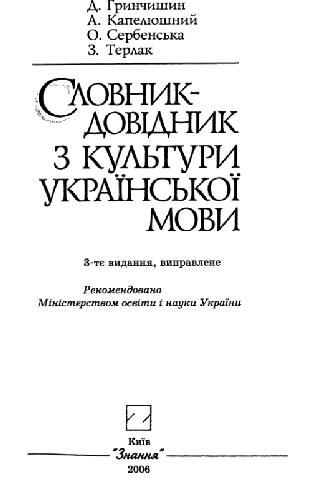 Д. Гринчишин
А. Капелюшний
О. Сербенська
З. Терлак
СЛОВНИК-
ДОВІДНИК
З КУЛЬТУРИ
УКРАЇНСЬКОЇ
МОВИ
3-тє видання, виправлене
Рекомендовано
Міністерством освіти і науки України
Київ
"Знання"
2006